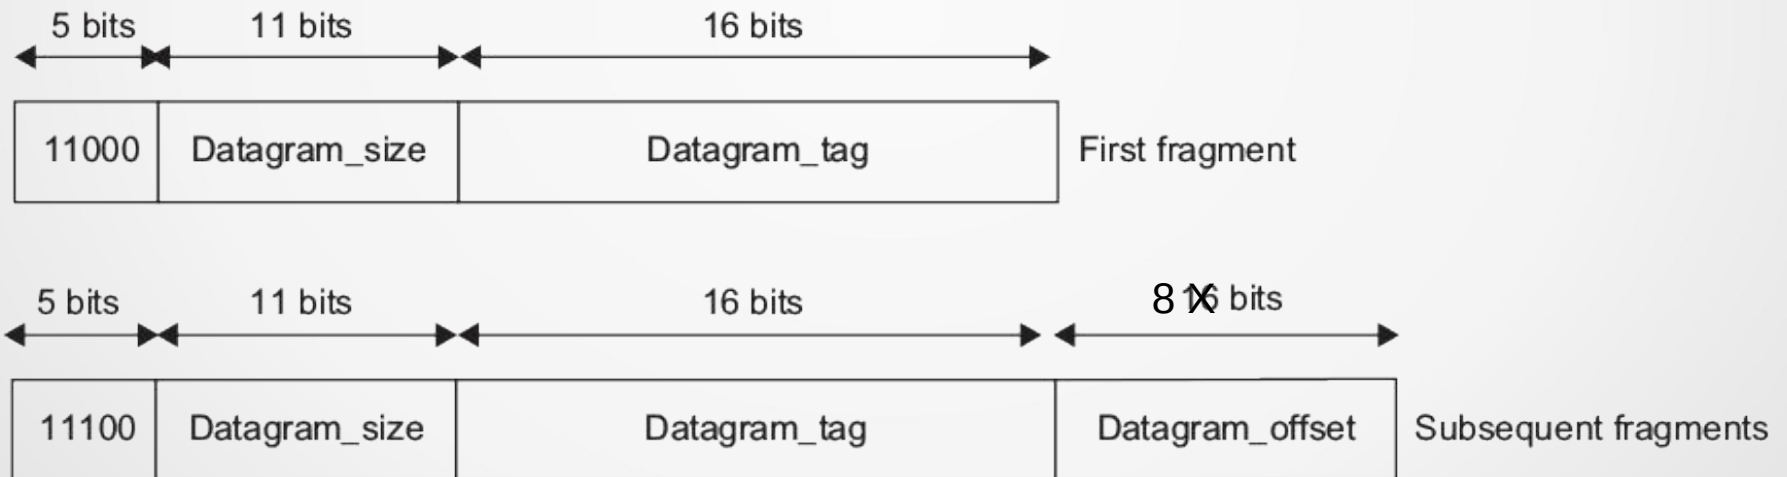 5 bits 11 bits 16 bits
11000 Datagram_size Datagram_tag First fragment
5 bits 11 bits 16 bits 8 16 X bits
11100 Datagram_size Datagram_tag Datagram_offset Subsequent fragments